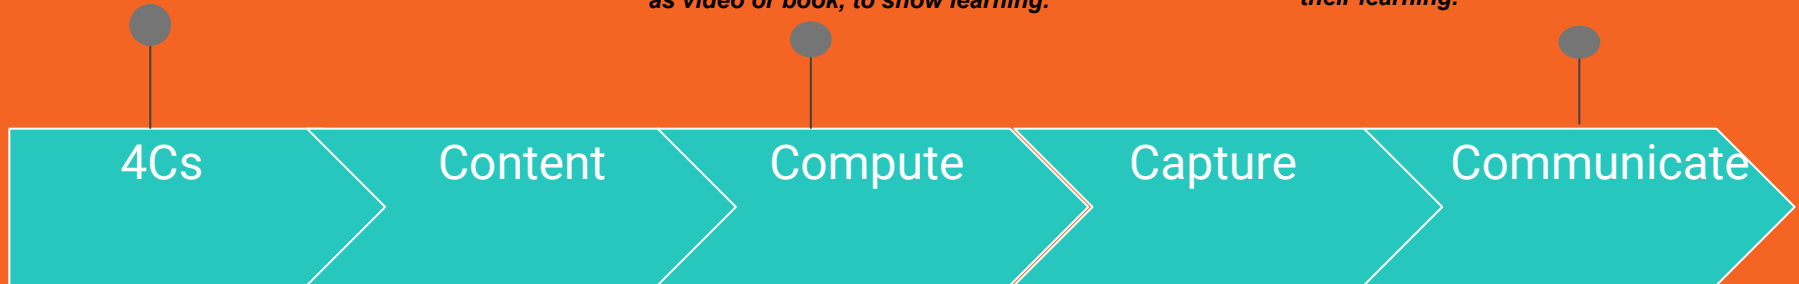 as video or book, to show learning.
their learning.
4Cs
Content
Compute
Capture
Communicate